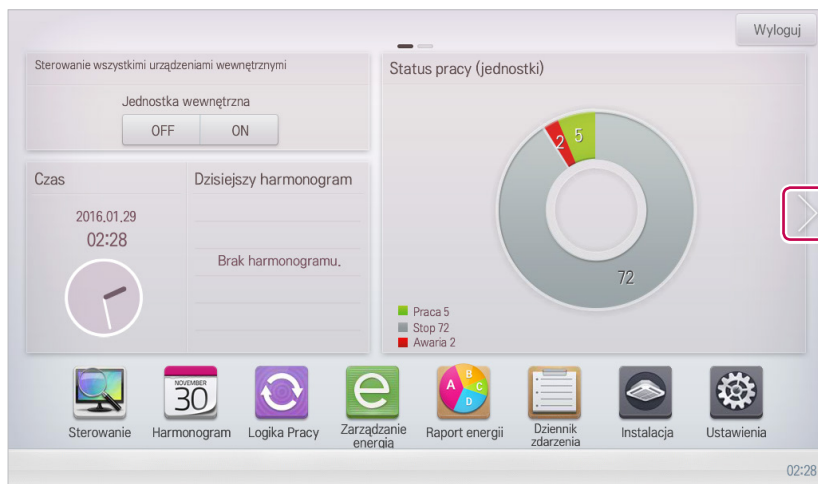 Wyloguj
Sterowanie wszystkimi urządzeniami wewnętrznymi
Jednostka wewnętrzna
OFF ON
Status pracy (jednostki)
2 5
72
Praca 5
Stop 72
Awaria 2
Czas
2016.01.29
02:28
Dzisiejszy harmonogram
Brak harmonogramu.
Sterowanie
NOVEMBER
30
Harmonogram
Logika Pracy
e
Zarządzanie
energia
A B C D
Raport energii
Dziennik
zdarzenia
Instalacja
Ustawienia
02:28